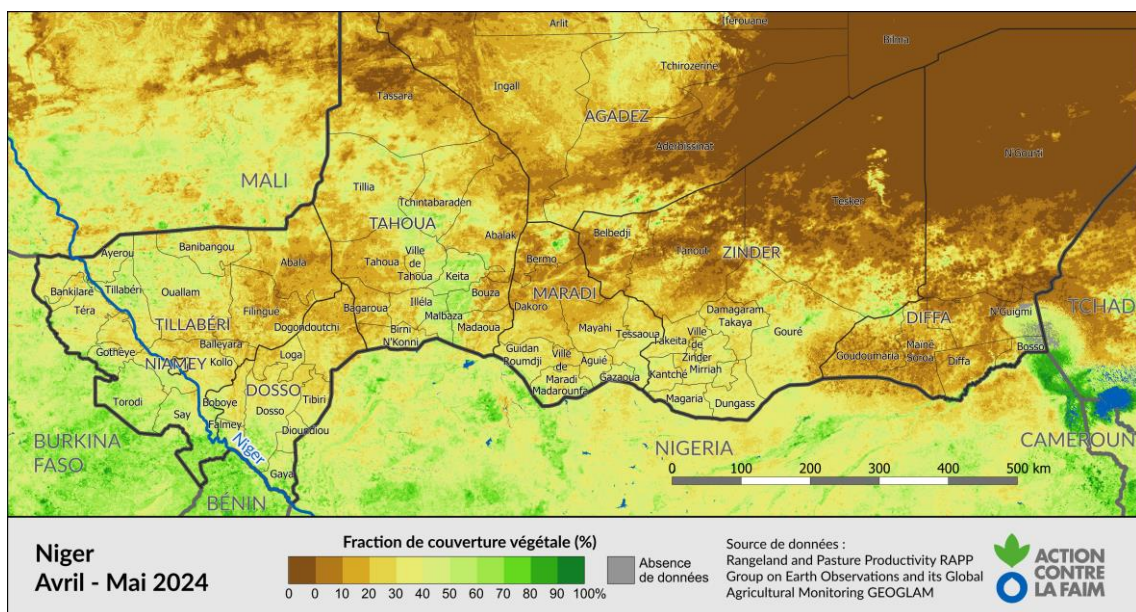 Iferouane
Arlit
Bilma
Tchirozerine
Ingall
Tassara
AGADEZ
Aderbissinat
N'Gourti
MALI
Tillia
Tchintabaraden
Tesker
TAHOUA
Abalak
Belbedji
Ayerou
Banibangou
Ville
de
Tahoua
Tanout
ZINDER
Abala
Tahoua
Keita
Bermo
Bankilaré
Tillabéri
Ouallam
Bouza
MARADI
TCHAD
Téra
Filingué
Bagaroua
Illéla
Malbaza
Dakoro
Damagaram
Takaya
DIFFA
N'Guigmi
TILLABÉRI
Dogondoutchi
Birni
N'Konni
Madaoua
Mayahi
Tessaoua
Takeita
Ville
de
Zinder
Gouré
Goudoumaria
Maïné
Soroa
Diffa
Bosso
Balleyara
Gotheye
NIAMEY
Kollo
Loga
Guidan
Roumdji
Ville
de
Maradi
Aguié
Gazaoua
Kantché
Mirriah
Madarounfa
DOSSO
Tibiri
Torodi
Say
Boboye
Dosso
Falmey
Dioundiou
Magaria
Dungass
Niger
Gaya
BURKINA
FASO
BÉNIN
NIGERIA
CAMEROUN
0 100 200 300 400 500 km
Niger
Avril - Mai 2024
Fraction de couverture végétale (%)
0 0 10 20 30 40 50 60 70 80 90 100%
Absence
de données
Source de données :
Rangeland and Pasture Productivity RAPP
Group on Earth Observations and its Global
Agricultural Monitoring GEOGLAM
ACTION
CONTRE
LA FAIM